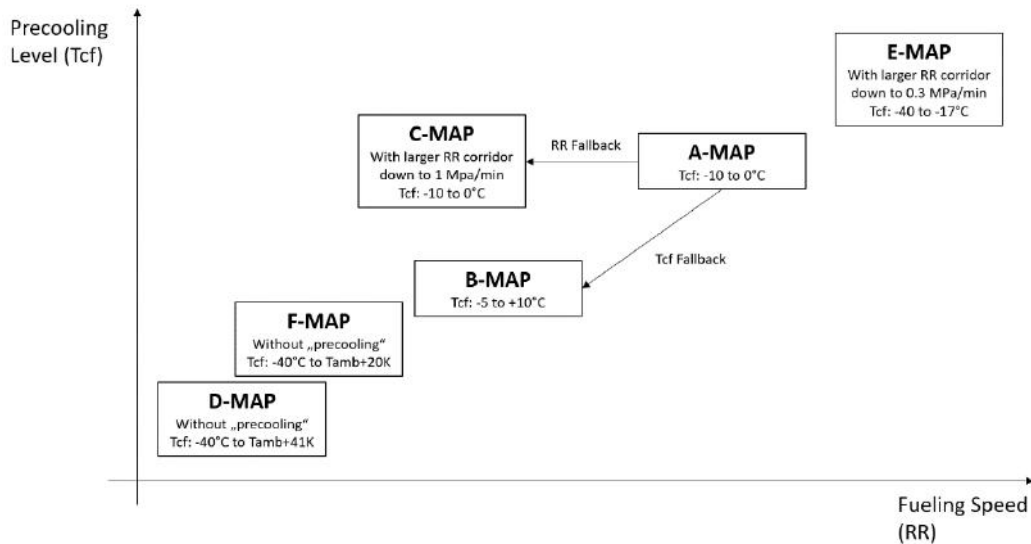 Precooling
Level (Tcf)
E-MAP
With larger RR corridor
down to 0.3 MPa/min
Tcf: -40 to -17°C
C-MAP
With larger RR corridor
down to 1 Mpa/min
Tcf: -10 to 0°C
RR Fallback
A-MAP
Tcf: -10 to 0°C
Tcf Fallback
B-MAP
Tcf: -5 to +10°C
F-MAP
Without „precooling“
Tcf: -40°C to Tamb+20K
D-MAP
Without „precooling“
Tcf: -40°C to Tamb+41K
Fueling Speed
(RR)